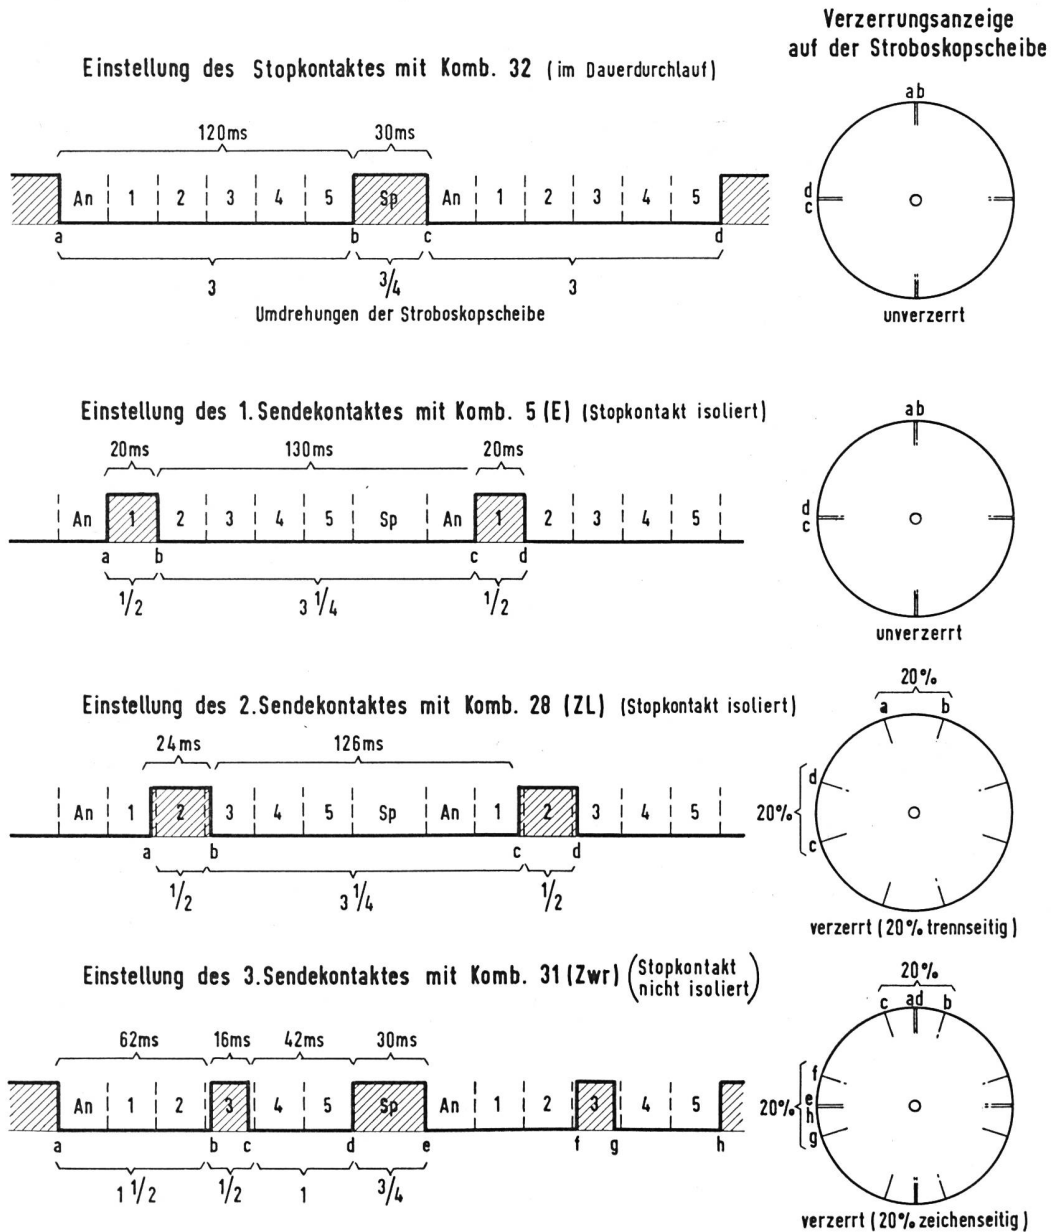 Verzerrungsanzeige
auf der Stroboskopscheibe
Einstellung des Stopkontaktes mit Komb. 32 (im Dauerdurchlauf)
120ms 30ms
An 1 2 3 4 5 Sp An 1 2 3 4 5
a b c d
3 3/4 3
Umdrehungen der Stroboskopscheibe
a b
d
c
unverzerrt
Einstellung des 1. Sendekontaktes mit Komb. 5 (E) (Stopkontakt isoliert)
20ms 130ms 20ms
An 1 2 3 4 5 Sp An 1 2 3 4 5
a b c d
1/2 3 1/4 1/2
a b
d
c
unverzerrt
Einstellung des 2. Sendekontaktes mit Komb. 28 (ZL) (Stopkontakt isoliert)
24ms 126ms
An 1 2 3 4 5 Sp An 1 2 3 4 5
a b c d
1/2 3 1/4 1/2
20%
a b
d
20%
c
verzerrt (20% trennseitig)
Einstellung des 3. Sendekontaktes mit Komb. 31 (Zwr) (Stopkontakt
nicht isoliert)
62ms 16ms 42ms 30ms
An 1 2 3 4 5 Sp An 1 2 3 4 5
a b c d e f g h
1 1/2 1/2 1 3/4
20%
c a d b
f
e
20%
h
g
verzerrt (20% zeichenseitig)